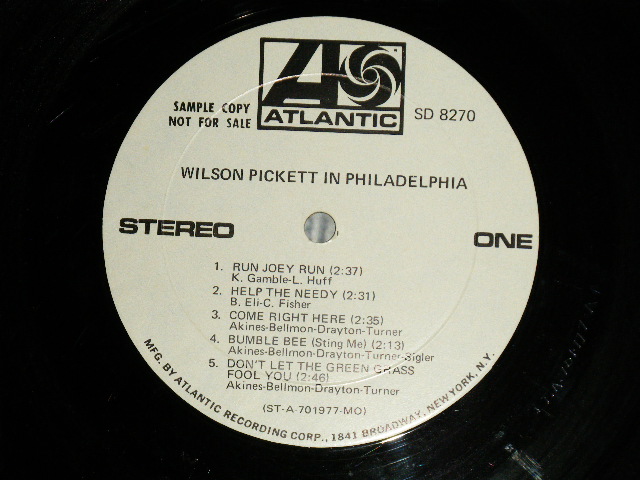 SAMPLE COPY
NOT FOR SALE
ATLANTIC
SD 8270
WILSON PICKETT IN PHILADELPHIA
STEREO
ONE
1. RUN JOEY RUN (2:37)
K. Gamble-L. Huff
2. HELP THE NEEDY (2:31)
B. Eli-C. Fisher
3. COME RIGHT HERE (2:35)
Akines-Bellmon-Drayton-Turner
4. BUMBLE BEE (Sting Me) (2:13)
Akines-Bellmon-Drayton-Turner-Sigler
5. DON'T LET THE GREEN GRASS
FOOL YOU (2:46)
Akines-Bellmon-Drayton-Turner
(ST-A-701977-MO)
MFG. BY ATLANTIC RECORDING CORP., 1841 BROADWAY, NEW YORK, N.Y.